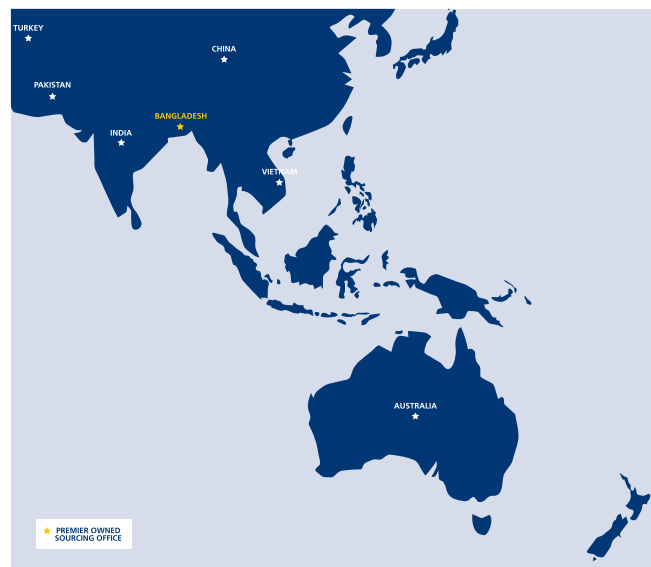 TURKEY
CHINA
PAKISTAN
BANGLADESH
INDIA
VIETNAM
AUSTRALIA
PREMIER OWNED
SOURCING OFFICE